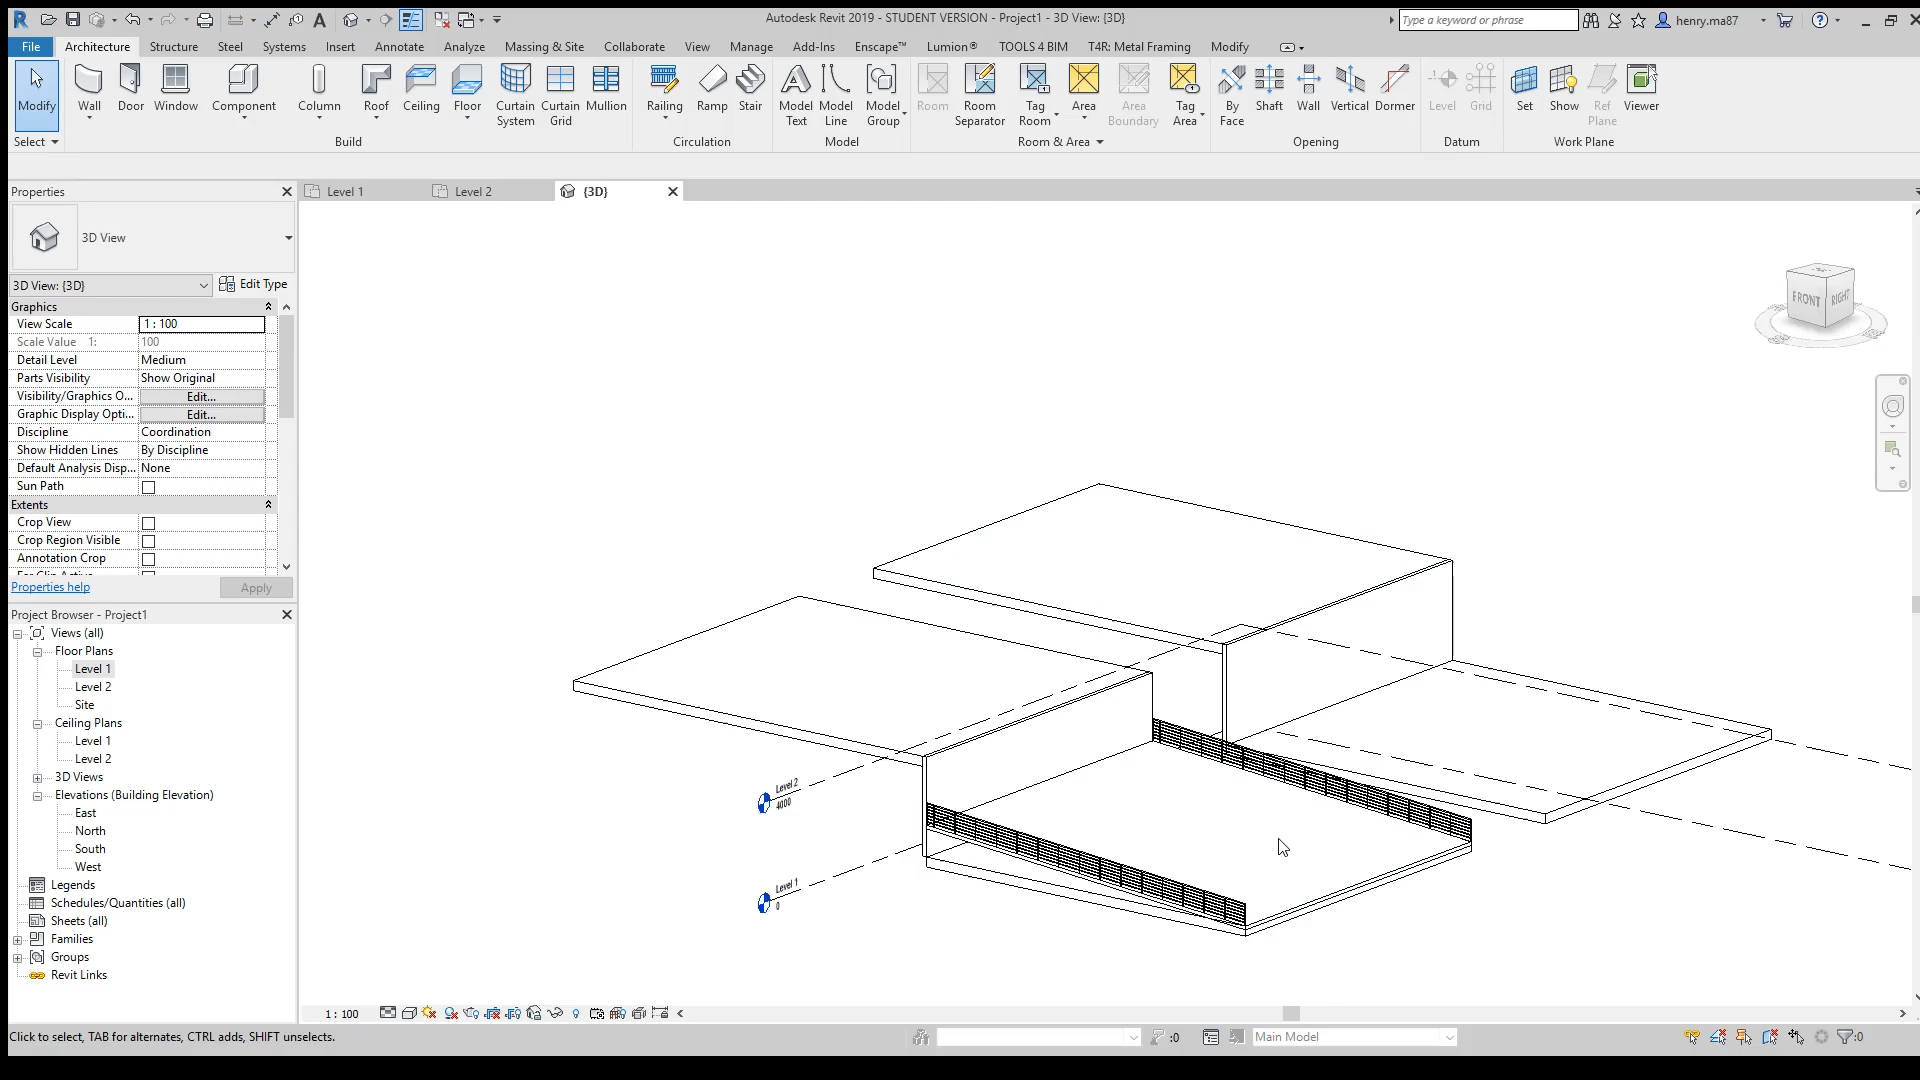 Autodesk Revit 2019 - STUDENT VERSION - Project1 - 3D View: {3D}
Type a keyword or phrase
henry.ma87
File Architecture Structure Steel Systems Insert Annotate Analyze Massing & Site Collaborate View Manage Add-Ins Enscape™ Lumion® TOOLS 4 BIM T4R: Metal Framing Modify
Modify Wall Door Window Component Column Roof Ceiling Floor Curtain System Curtain Grid Mullion Railing Ramp Stair Model Text Model Line Model Group Room Room Separator Tag Room Area Area Boundary Tag Area By Face Shaft Wall Vertical Dormer Level Grid Set Show Ref Plane Viewer
Select Build Circulation Model Room & Area Opening Datum Work Plane
Properties
Level 1 Level 2 {3D}
3D View
3D View: {3D} Edit Type
Graphics
View Scale 1 : 100
Scale Value 1: 100
Detail Level Medium
Parts Visibility Show Original
Visibility/Graphics O... Edit...
Graphic Display Opti... Edit...
Discipline Coordination
Show Hidden Lines By Discipline
Default Analysis Disp... None
Sun Path
Extents
Crop View
Crop Region Visible
Annotation Crop
Properties help Apply
Project Browser - Project1
Views (all)
Floor Plans
Level 1
Level 2
Site
Ceiling Plans
Level 1
Level 2
3D Views
Elevations (Building Elevation)
East
North
South
West
Legends
Schedules/Quantities (all)
Sheets (all)
Families
Groups
Revit Links
FRONT RIGHT
Level 2
4000
Level 1
0
1 : 100
Click to select, TAB for alternates, CTRL adds, SHIFT unselects.
:0
Main Model
:0